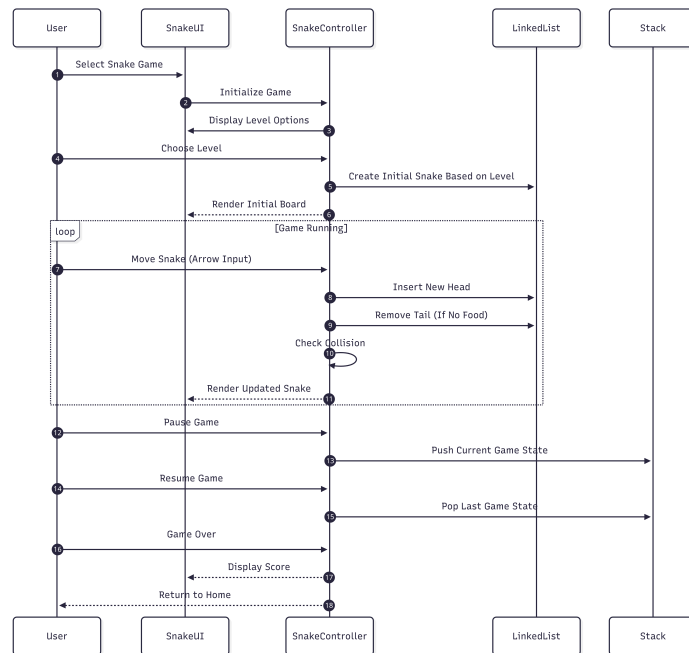 User SnakeUI SnakeController LinkedList Stack
1 Select Snake Game
2 Initialize Game
Display Level Options 3
4 Choose Level
5 Create Initial Snake Based on Level
Render Initial Board 6
loop [Game Running]
7 Move Snake (Arrow Input)
8 Insert New Head
9 Remove Tail (If No Food)
Check Collision
10
Render Updated Snake 11
12 Pause Game
13 Push Current Game State
14 Resume Game
15 Pop Last Game State
16 Game Over
Display Score 17
Return to Home 18
User SnakeUI SnakeController LinkedList Stack